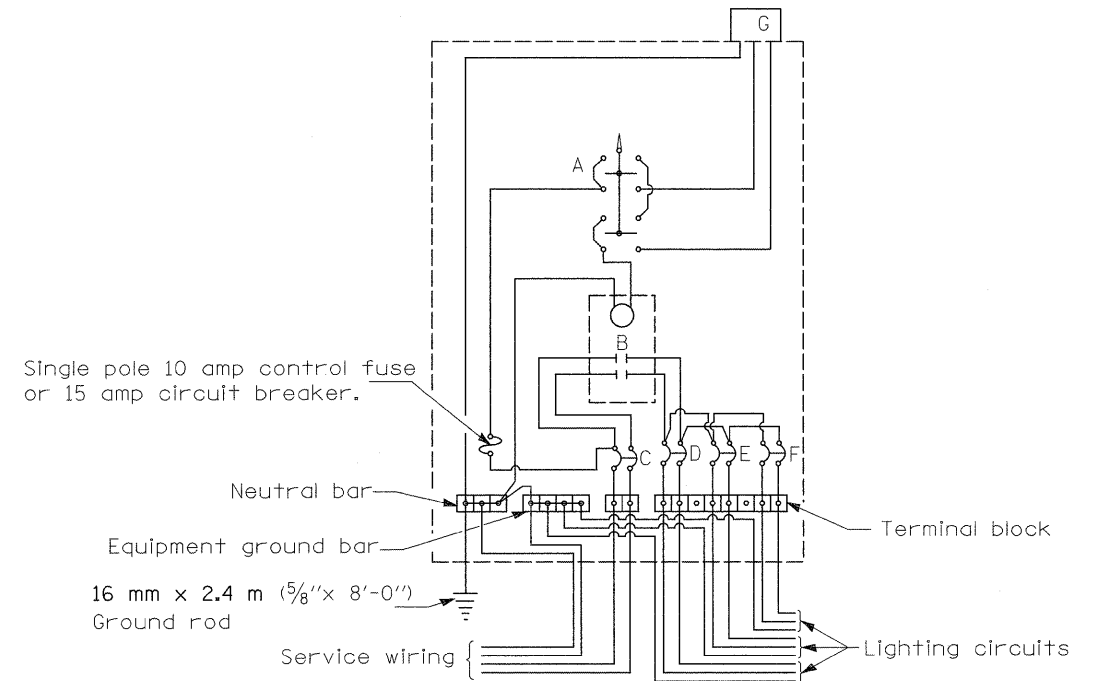 G
A
B
Single pole 10 amp control fuse
or 15 amp circuit breaker.
C
D
E
F
Neutral bar
Equipment ground bar
Terminal block
16 mm x 2.4 m (5/8"x 8'-0")
Ground rod
Service wiring
Lighting circuits